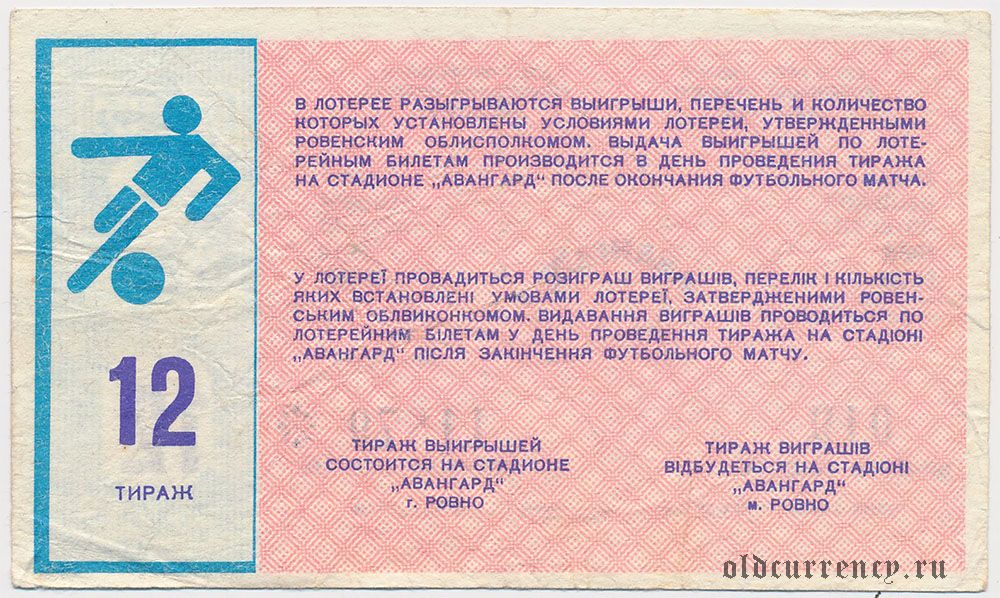 В ЛОТЕРЕЕ РАЗЫГРЫВАЮТСЯ ВЫИГРЫШИ, ПЕРЕЧЕНЬ И КОЛИЧЕСТВО
КОТОРЫХ УСТАНОВЛЕНЫ УСЛОВИЯМИ ЛОТЕРЕИ, УТВЕРЖДЕННЫМИ
РОВЕНСКИМ ОБЛИСПОЛКОМОМ. ВЫДАЧА ВЫИГРЫШЕЙ ПО ЛОТЕ-
РЕЙНЫМ БИЛЕТАМ ПРОИЗВОДИТСЯ В ДЕНЬ ПРОВЕДЕНИЯ ТИРАЖА
НА СТАДИОНЕ „АВАНГАРД" ПОСЛЕ ОКОНЧАНИЯ ФУТБОЛЬНОГО МАТЧА.
У ЛОТЕРЕЇ ПРОВАДИТЬСЯ РОЗИГРАШ ВИГРАШІВ, ПЕРЕЛІК І КІЛЬКІСТЬ
ЯКИХ ВСТАНОВЛЕНІ УМОВАМИ ЛОТЕРЕЇ, ЗАТВЕРДЖЕНИМИ РОВЕН-
СЬКИМ ОБЛВИКОНКОМОМ. ВИДАВАННЯ ВИГРАШІВ ПРОВОДИТЬСЯ ПО
ЛОТЕРЕЙНИМ БІЛЕТАМ У ДЕНЬ ПРОВЕДЕННЯ ТИРАЖА НА СТАДІОНІ
„АВАНГАРД" ПІСЛЯ ЗАКІНЧЕННЯ ФУТБОЛЬНОГО МАТЧУ.
12
ТИРАЖ
ТИРАЖ ВЫИГРЫШЕЙ
СОСТОИТСЯ НА СТАДИОНЕ
„АВАНГАРД"
г. РОВНО
ТИРАЖ ВИГРАШІВ
ВІДБУДЕТЬСЯ НА СТАДІОНІ
„АВАНГАРД"
м. РОВНО
oldcurrency.ru